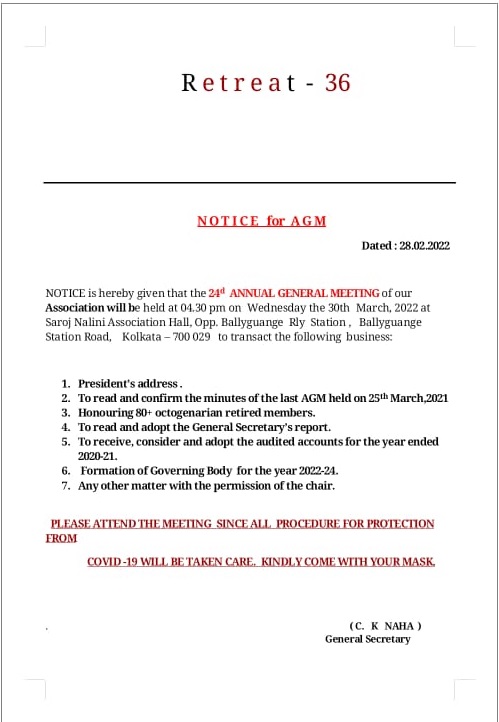 Retreat - 36
NOTICE for AGM
Dated : 28.02.2022
NOTICE is hereby given that the 24d ANNUAL GENERAL MEETING of our
Association will be held at 04.30 pm on Wednesday the 30th March, 2022 at
Saroj Nalini Association Hall, Opp. Ballyguange Rly Station , Ballyguange
Station Road, Kolkata – 700 029 to transact the following business:
1. President's address .
2. To read and confirm the minutes of the last AGM held on 25th March,2021
3. Honouring 80+ octogenarian retired members.
4. To read and adopt the General Secretary's report.
5. To receive, consider and adopt the audited accounts for the year ended
2020-21.
6. Formation of Governing Body for the year 2022-24.
7. Any other matter with the permission of the chair.
PLEASE ATTEND THE MEETING SINCE ALL PROCEDURE FOR PROTECTION
FROM
COVID -19 WILL BE TAKEN CARE. KINDLY COME WITH YOUR MASK.
. ( C. K NAHA )
General Secretary